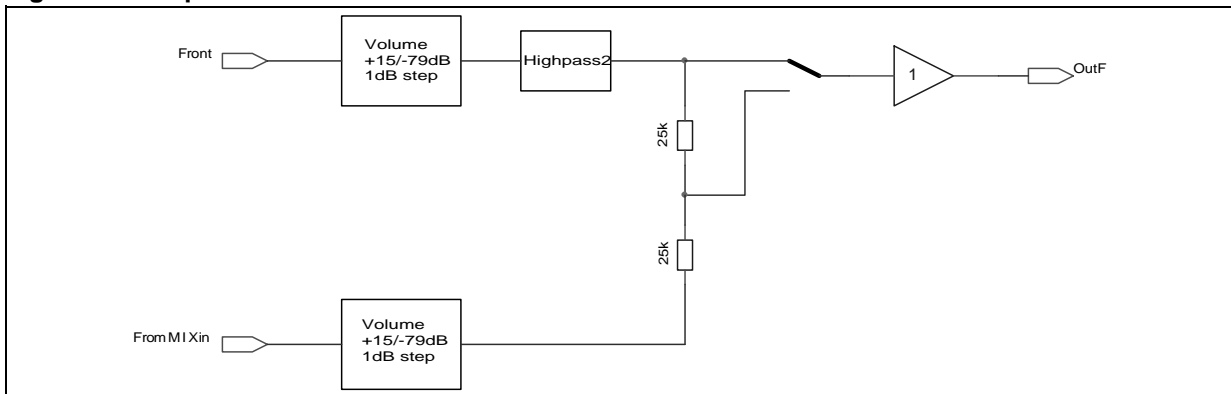 Front
Volume
+15/-79dB
1dB step
Highpass2
1
OutF
25k
25k
From MIXin
Volume
+15/-79dB
1dB step